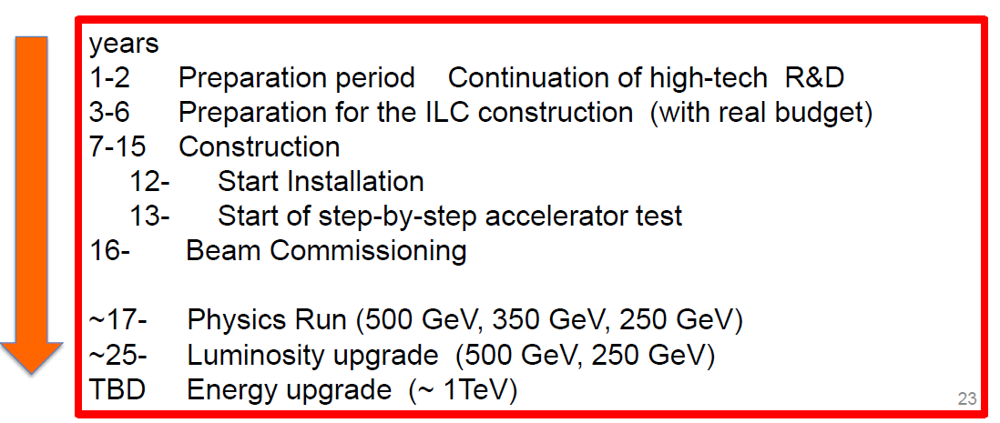 years
1-2 Preparation period Continuation of high-tech R&D
3-6 Preparation for the ILC construction (with real budget)
7-15 Construction
12- Start Installation
13- Start of step-by-step accelerator test
16- Beam Commissioning
~17- Physics Run (500 GeV, 350 GeV, 250 GeV)
~25- Luminosity upgrade (500 GeV, 250 GeV)
TBD Energy upgrade (~ 1TeV)
23